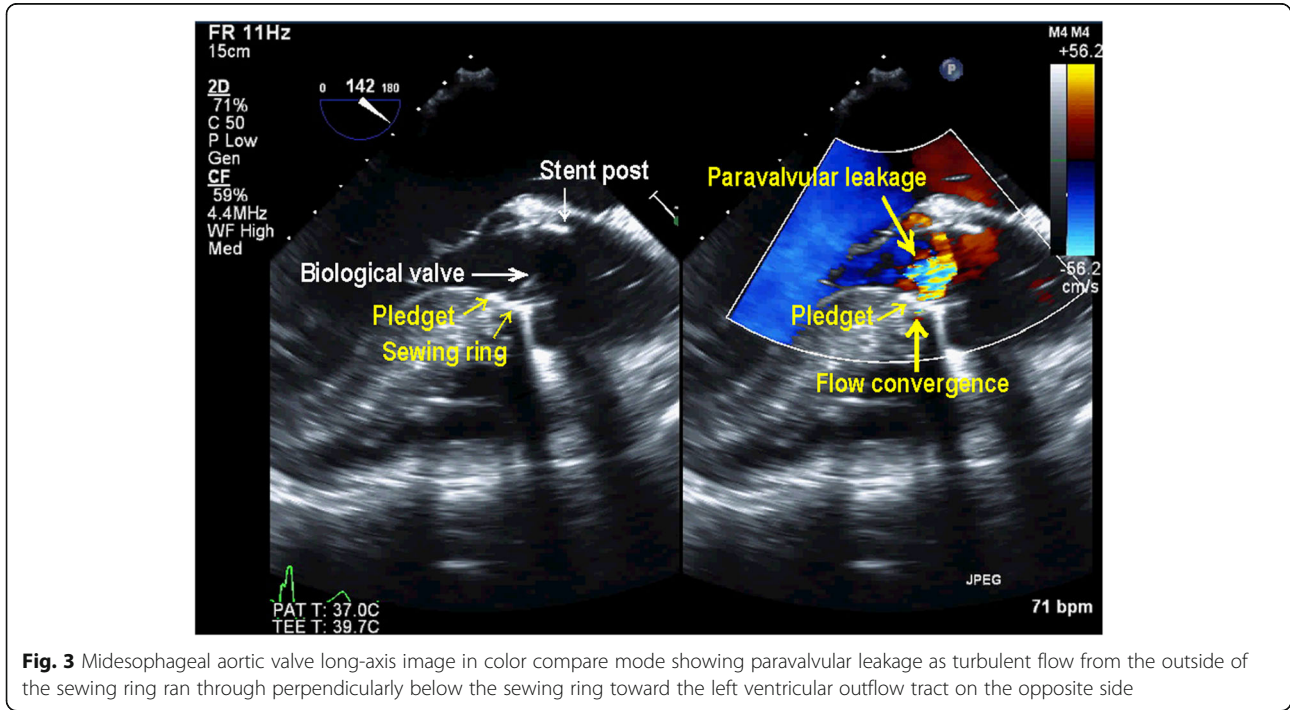 FR 11Hz
15cm
2D
71%
C 50
P Low
Gen
CF
59%
4.4MHz
WF High
Med
0 142 180
Stent post
Biological valve
Pledget
Sewing ring
PAT T: 37.0C
TEE T: 39.7C
P
M4 M4
+56.2
-56.2
cm/s
Paravalvular leakage
Pledget
Flow convergence
JPEG
71 bpm
Fig. 3 Midesophageal aortic valve long-axis image in color compare mode showing paravalvular leakage as turbulent flow from the outside of
the sewing ring ran through perpendicularly below the sewing ring toward the left ventricular outflow tract on the opposite side